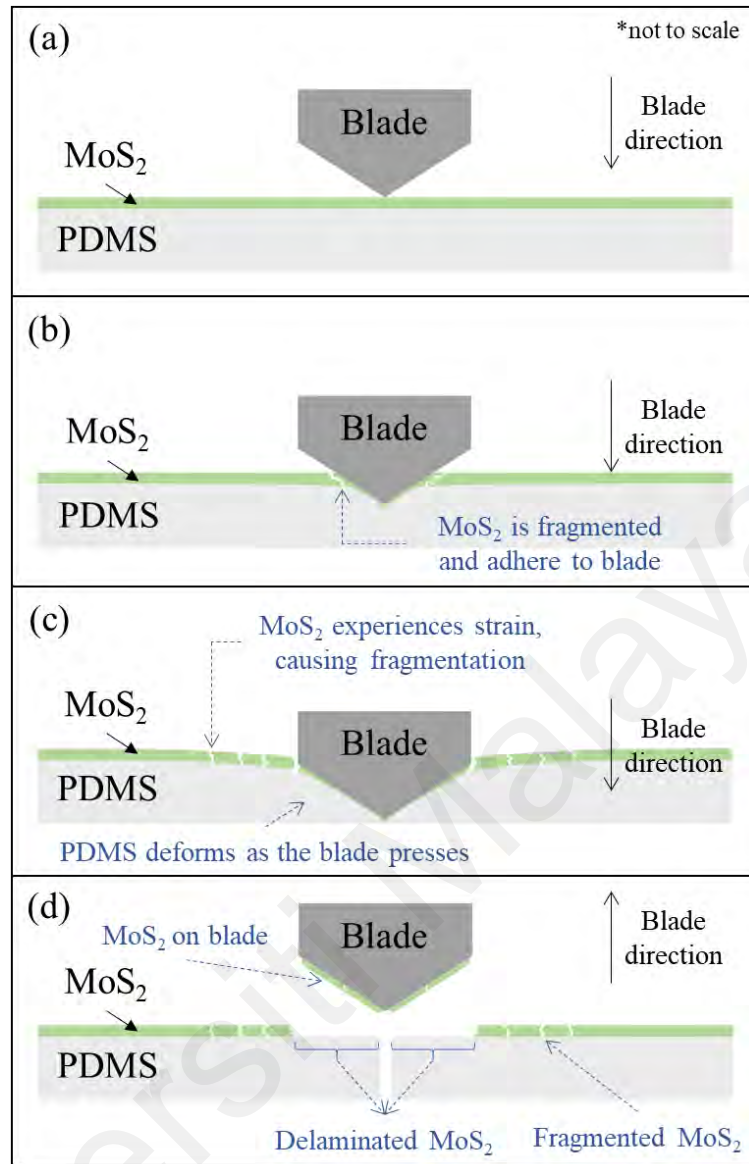 (a)
*not to scale
Blade
Blade
direction
MoS₂
PDMS
(b)
Blade
Blade
direction
MoS₂
PDMS
MoS₂ is fragmented
and adhere to blade
(c)
MoS₂ experiences strain,
causing fragmentation
MoS₂
Blade
Blade
direction
PDMS
PDMS deforms as the blade presses
(d)
MoS₂ on blade
Blade
Blade
direction
MoS₂
PDMS
Delaminated MoS₂
Fragmented MoS₂
ersiti Malaya